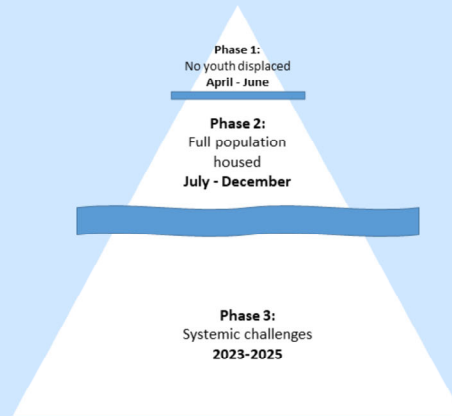 Phase 1:
No youth displaced
April - June
Phase 2:
Full population
housed
July - December
Phase 3:
Systemic challenges
2023-2025